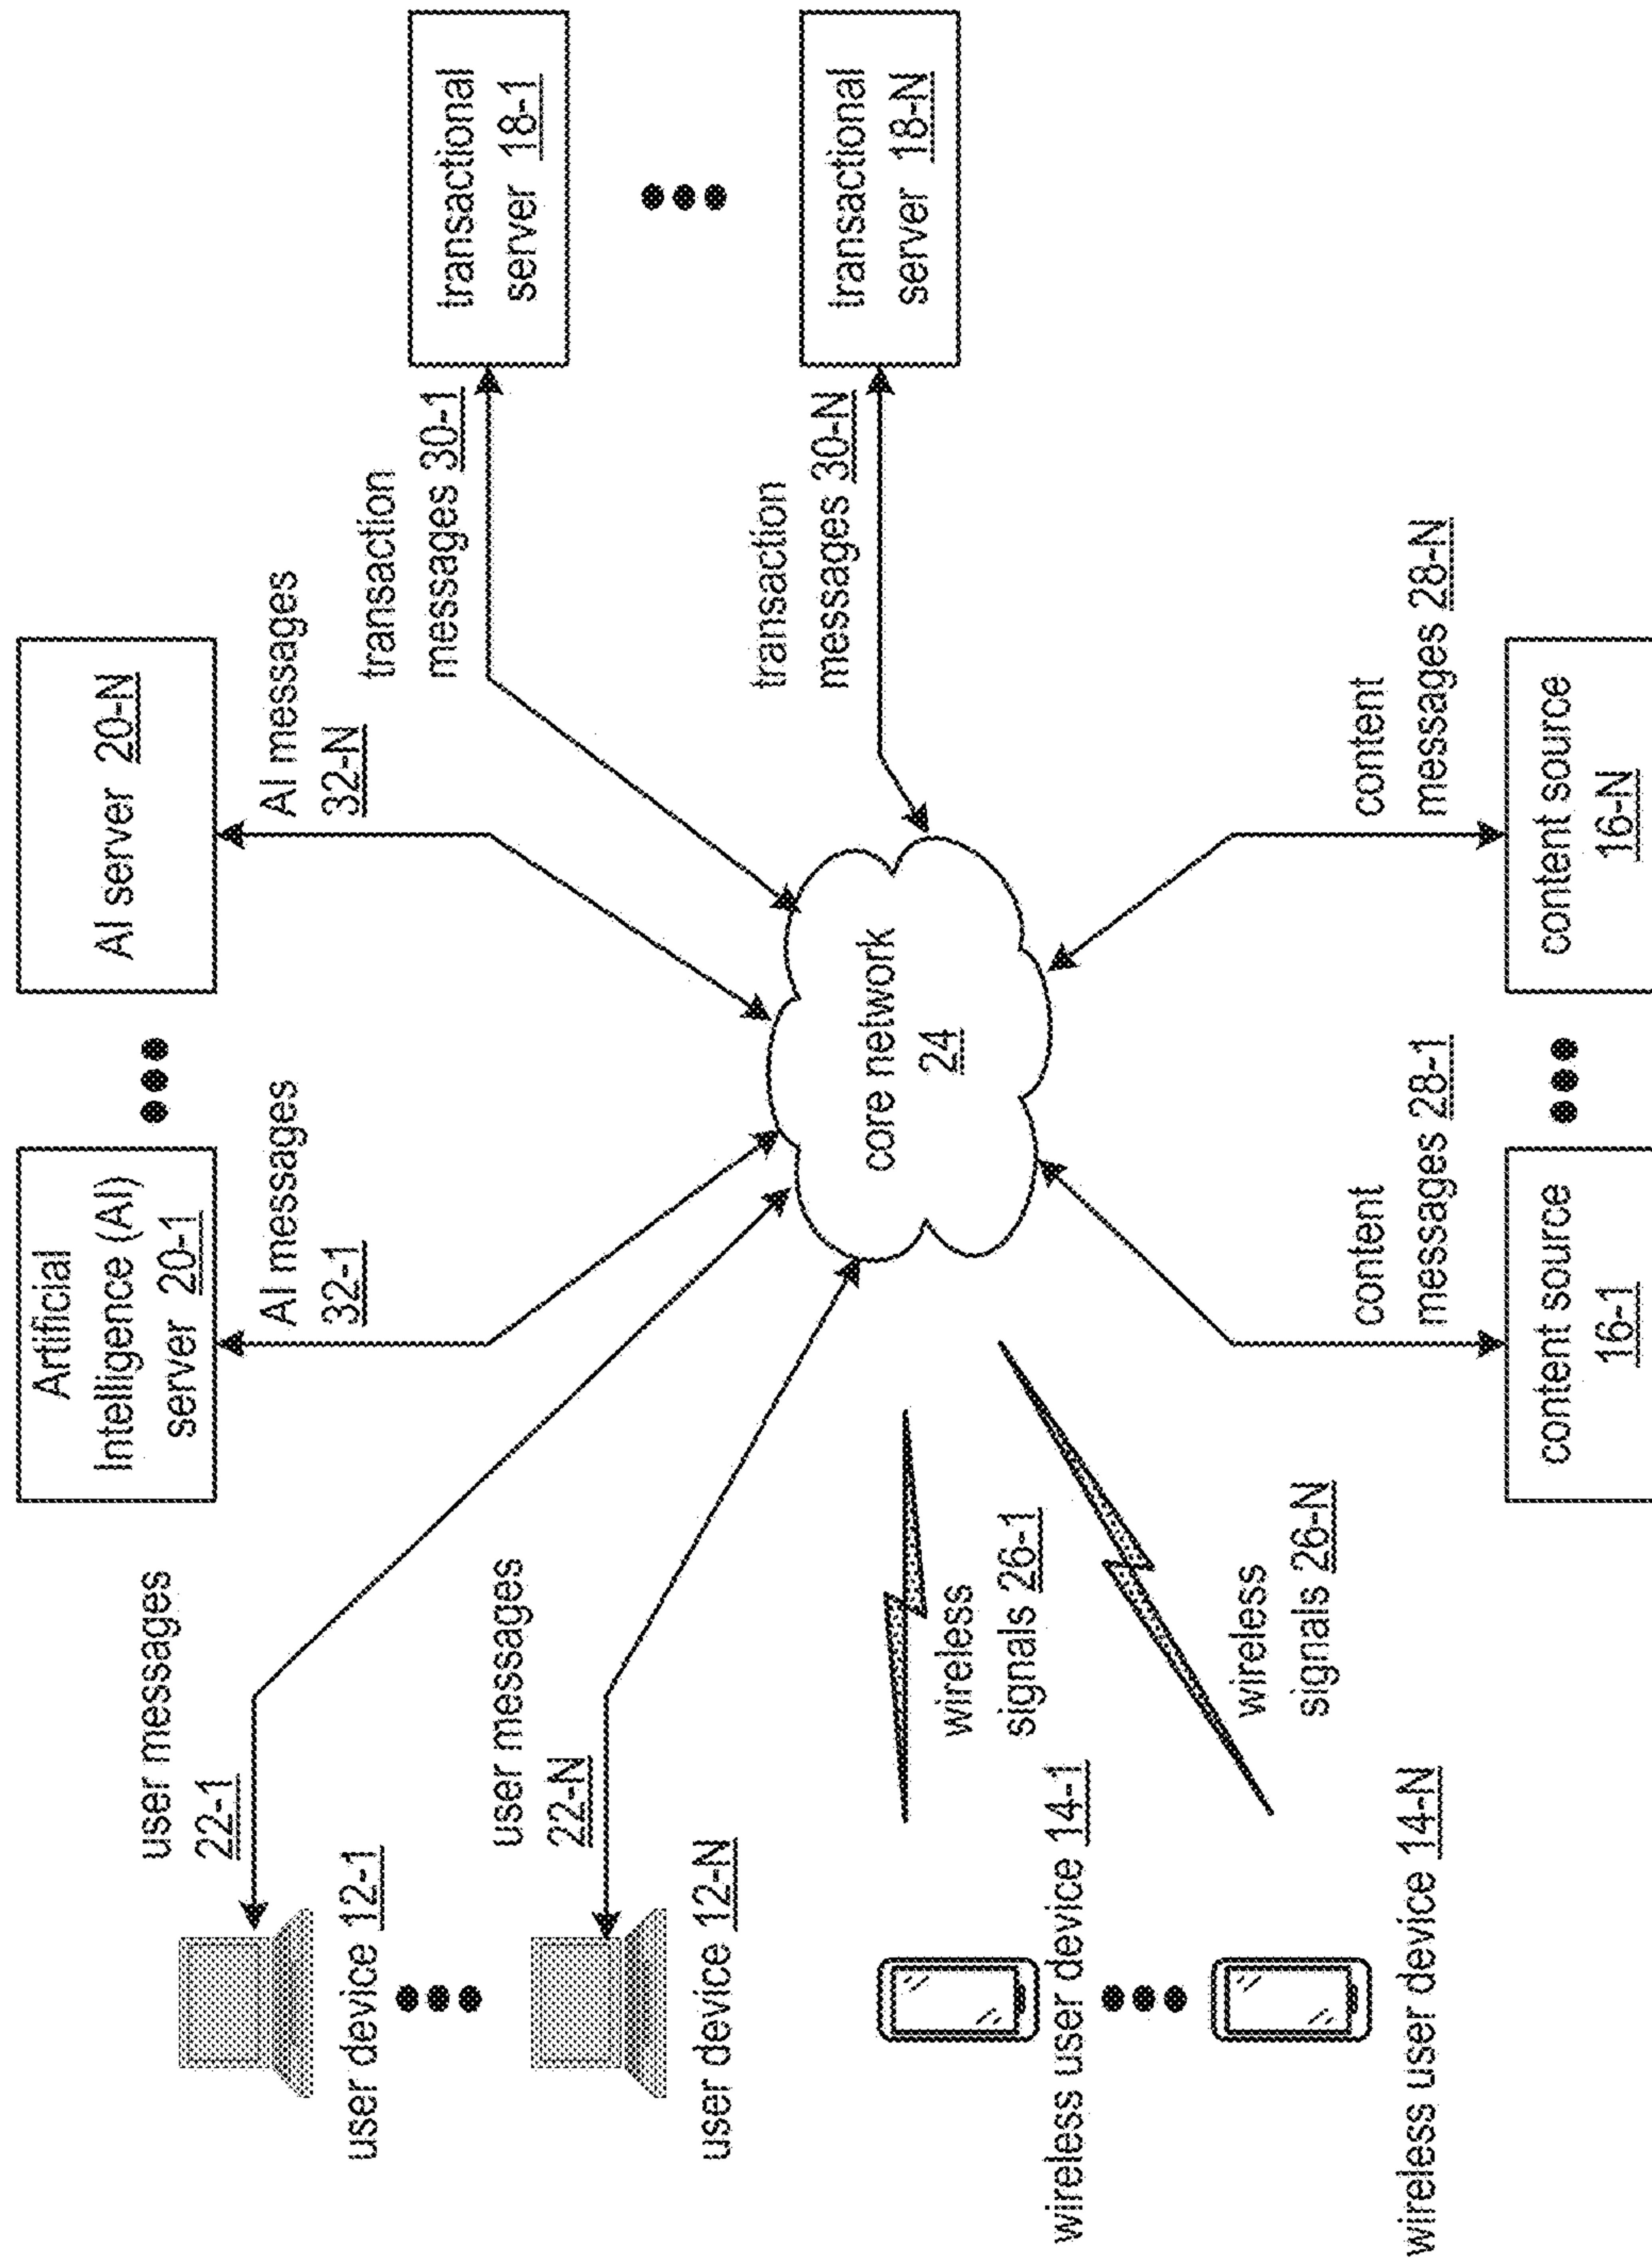 Artificial
Intelligence (AI)
server 20-1
AI server 20-N
AI messages
32-1
AI messages
32-N
user messages
22-1
user device 12-1
transaction
messages 30-1
transactional
server 18-1
user messages
22-N
user device 12-N
core network
24
transaction
messages 30-N
transactional
server 18-N
wireless
signals 26-1
wireless user device 14-1
wireless
signals 26-N
wireless user device 14-N
content
messages 28-1
content
messages 28-N
content source
16-1
content source
16-N